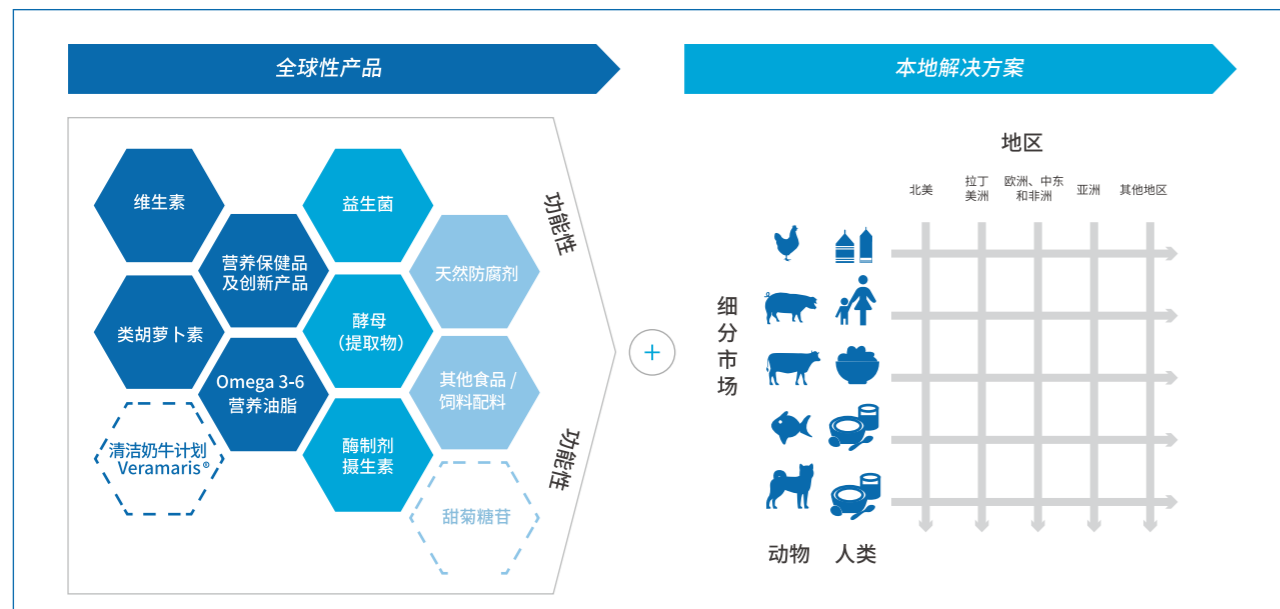 全球性产品
本地解决方案
维生素
营养保健品
及创新产品
类胡萝卜素
Omega 3-6
营养油脂
清洁奶牛计划
Veramaris®
益生菌
酵母
（提取物）
酶制剂
摄生素
天然防腐剂
其他食品 /
饲料配料
甜菊糖苷
功能性
功能性
+
地区
北美
拉丁
美洲
欧洲、中东
和非洲
亚洲
其他地区
细
分
市
场
动物
人类